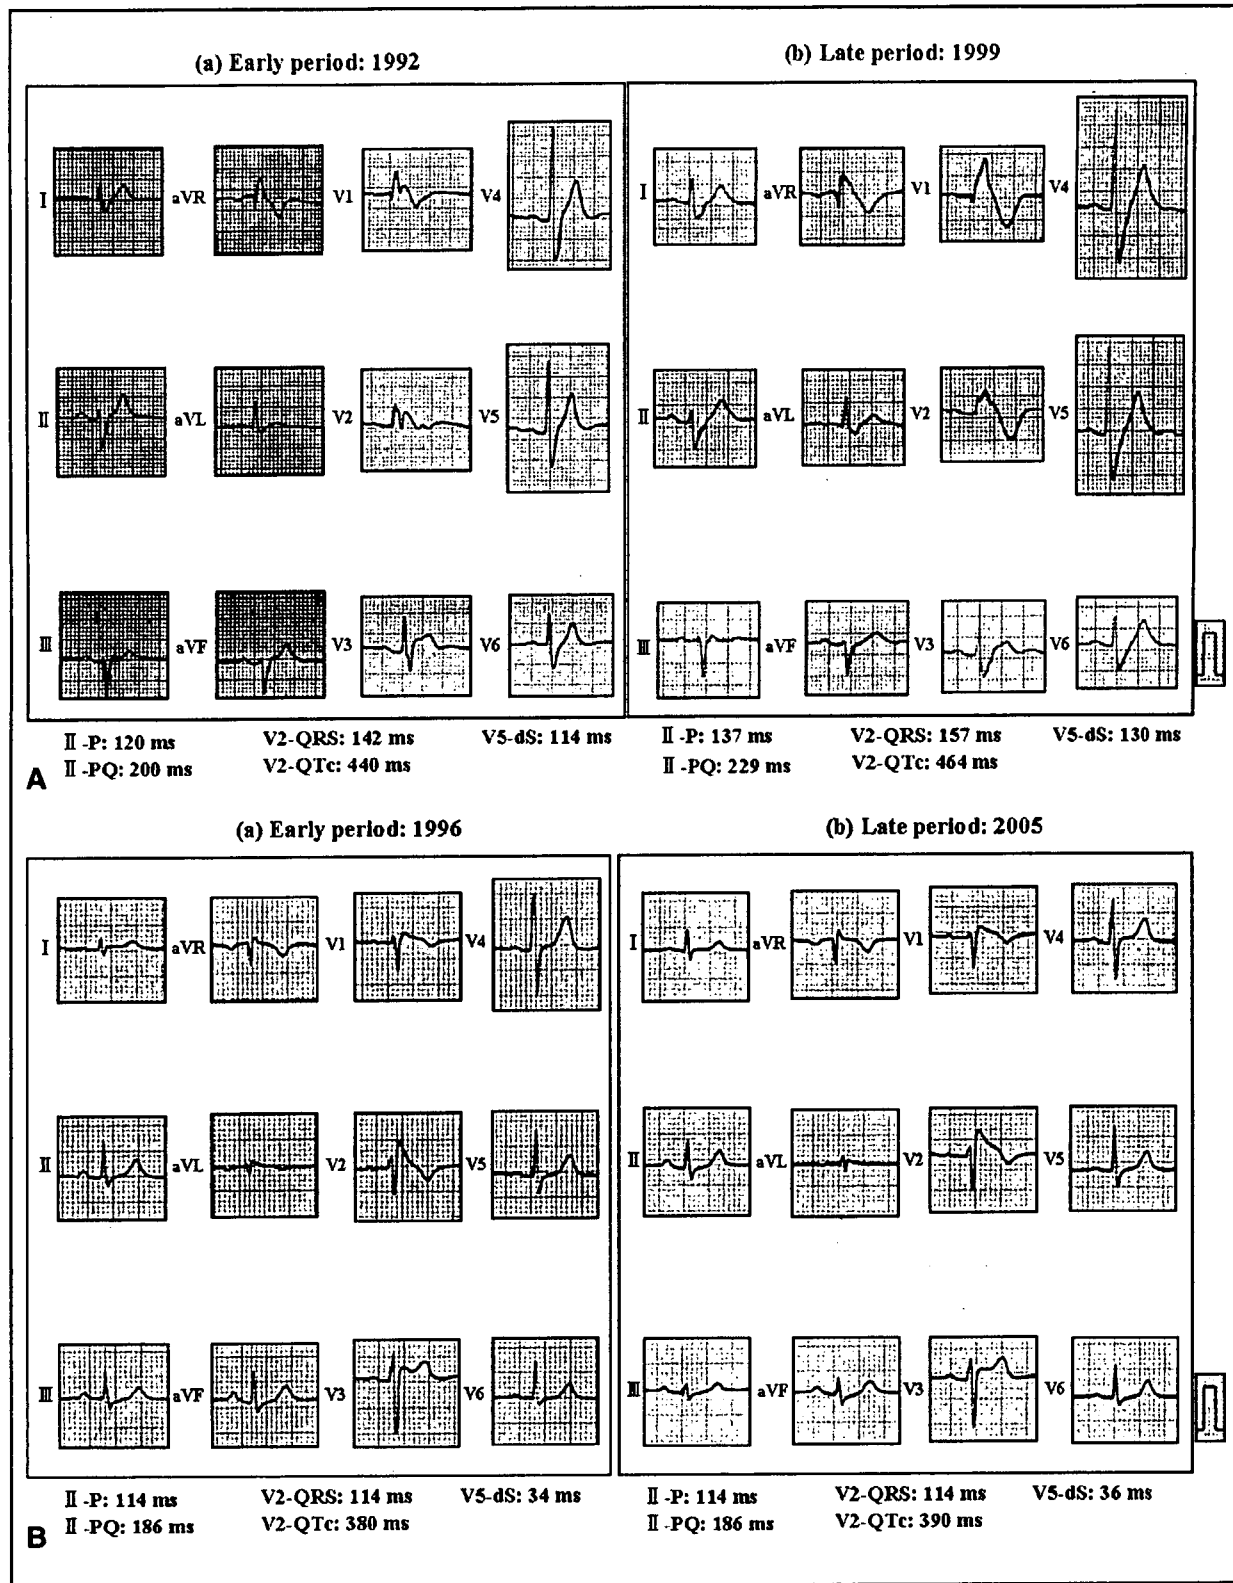 (a) Early period: 1992
(b) Late period: 1999
I aVR V1 V4 I aVR V1 V4
II aVL V2 V5 II aVL V2 V5
III aVF V3 V6 III aVF V3 V6
II -P: 120 ms V2-QRS: 142 ms V5-dS: 114 ms II -P: 137 ms V2-QRS: 157 ms V5-dS: 130 ms
II -PQ: 200 ms V2-QTc: 440 ms II -PQ: 229 ms V2-QTc: 464 ms
A
(a) Early period: 1996
(b) Late period: 2005
I aVR V1 V4 I aVR V1 V4
II aVL V2 V5 II aVL V2 V5
III aVF V3 V6 III aVF V3 V6
II -P: 114 ms V2-QRS: 114 ms V5-dS: 34 ms II -P: 114 ms V2-QRS: 114 ms V5-dS: 36 ms
II -PQ: 186 ms V2-QTc: 380 ms II -PQ: 186 ms V2-QTc: 390 ms
B